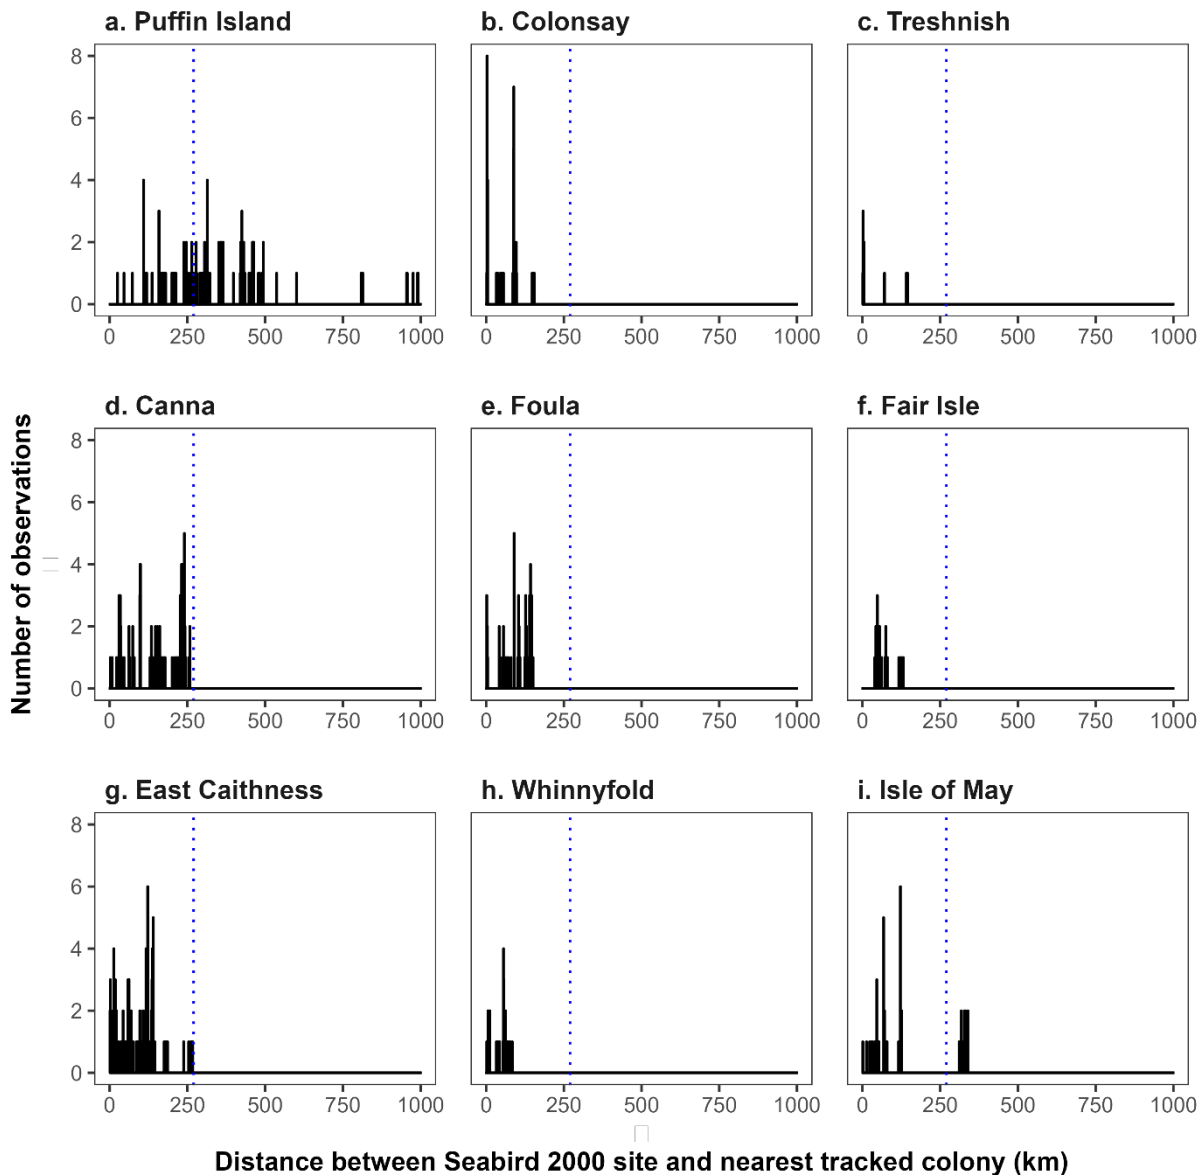 a. Puffin Island
b. Colonsay
c. Treshnish
8
6
4
2
0
0 250 500 750 1000
0 250 500 750 1000
0 250 500 750 1000
d. Canna
e. Foula
f. Fair Isle
8
6
4
2
0
0 250 500 750 1000
0 250 500 750 1000
0 250 500 750 1000
g. East Caithness
h. Whinnyfold
i. Isle of May
8
6
4
2
0
0 250 500 750 1000
0 250 500 750 1000
0 250 500 750 1000
Number of observations
Distance between Seabird 2000 site and nearest tracked colony (km)